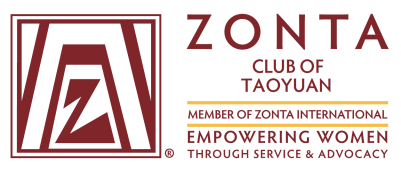 ZONTA
CLUB OF
TAOYUAN
MEMBER OF ZONTA INTERNATIONAL
EMPOWERING WOMEN
THROUGH SERVICE & ADVOCACY
®